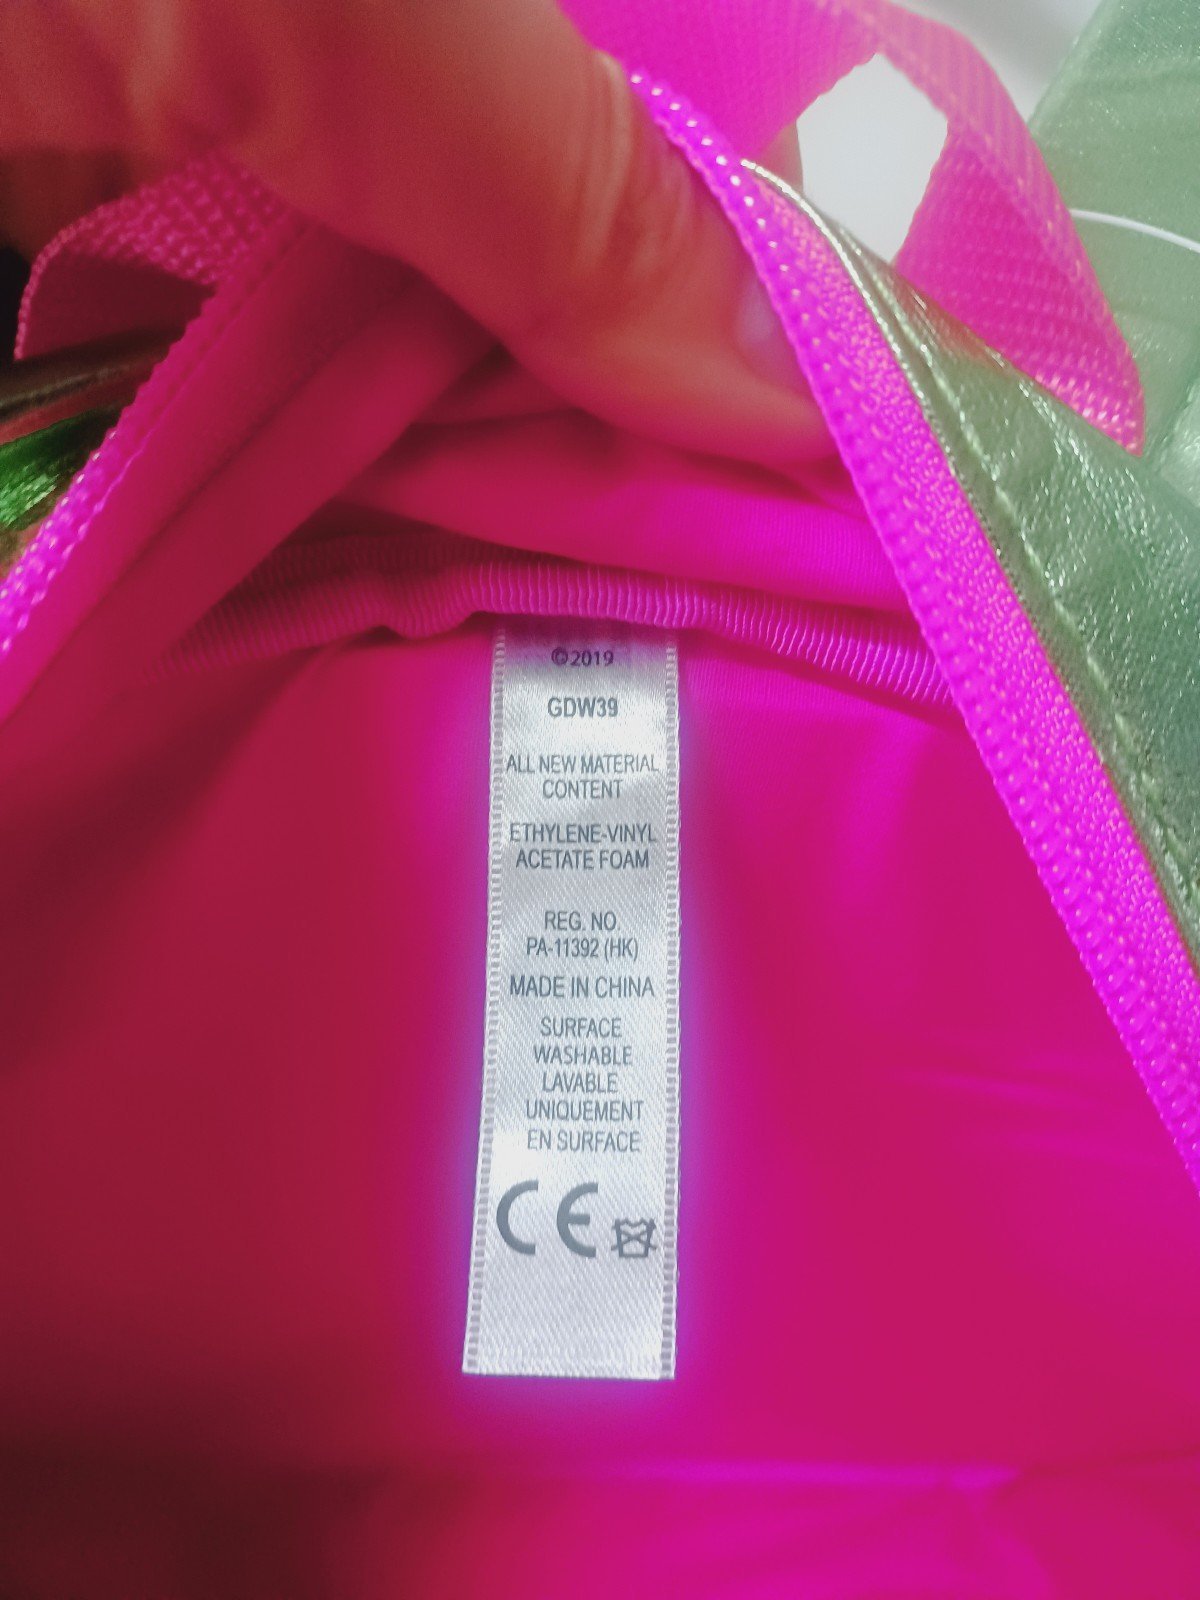 ©2019
GDW39
ALL NEW MATERIAL
CONTENT
ETHYLENE-VINYL
ACETATE FOAM
REG. NO.
PA-11392 (HK)
MADE IN CHINA
SURFACE
WASHABLE
LAVABLE
UNIQUEMENT
EN SURFACE
CE